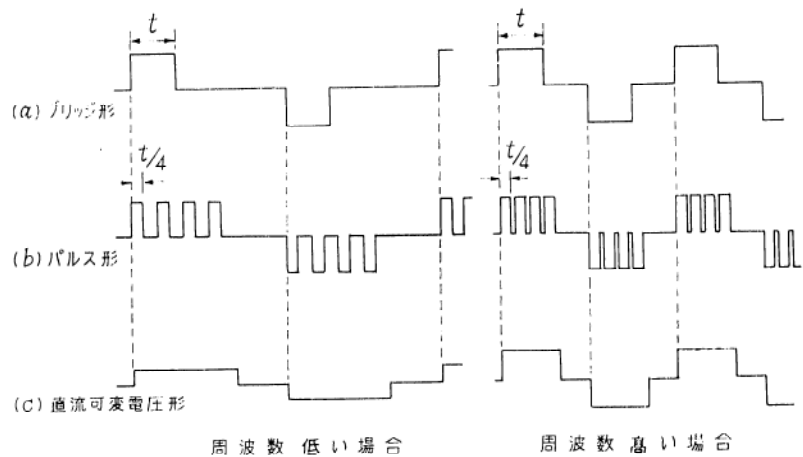 t
t
(a)ブリッジ形
t/4
t/4
(b)パルス形
(c)直流可変電圧形
周波数低い場合
周波数髙い場合